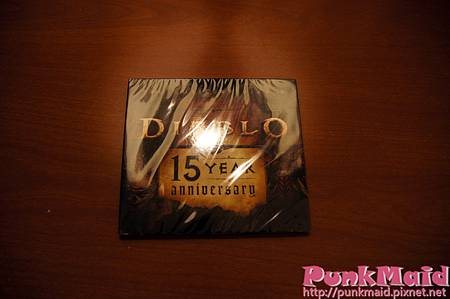 DIABLO
15 YEAR
anniversary
PunkMaid
http://punkmaid.pixnet.net